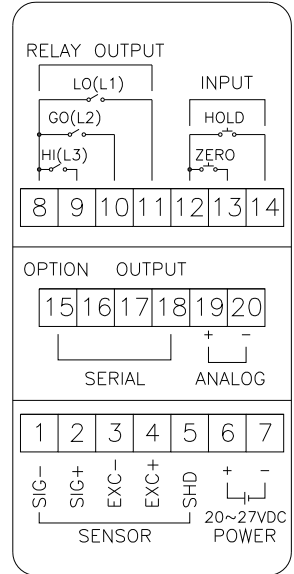 RELAY OUTPUT
LO(L1)
INPUT
GO(L2)
HOLD
HI(L3)
ZERO
8 9 10 11 12 13 14
OPTION OUTPUT
15 16 17 18 19 20
+ −
SERIAL ANALOG
1 2 3 4 5 6 7
SIG− SIG+ EXC− EXC+ SHD + −
20~27VDC
SENSOR POWER